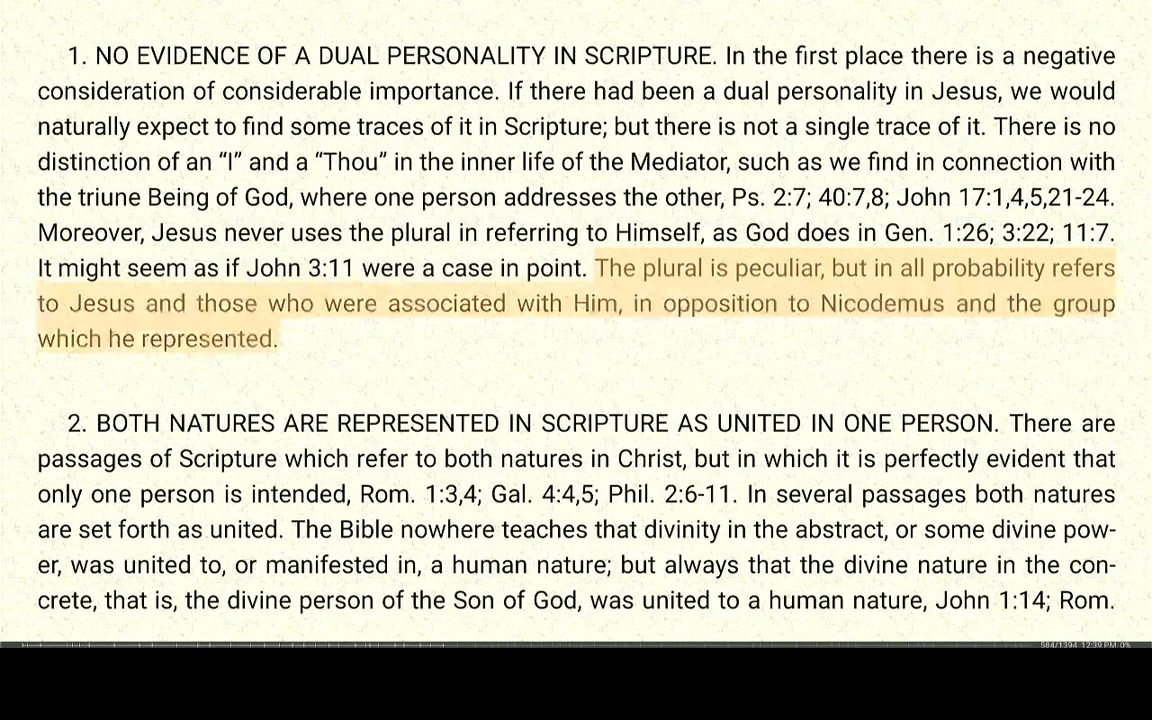 1. NO EVIDENCE OF A DUAL PERSONALITY IN SCRIPTURE. In the first place there is a negative
consideration of considerable importance. If there had been a dual personality in Jesus, we would
naturally expect to find some traces of it in Scripture; but there is not a single trace of it. There is no
distinction of an “I” and a “Thou” in the inner life of the Mediator, such as we find in connection with
the triune Being of God, where one person addresses the other, Ps. 2:7; 40:7,8; John 17:1,4,5,21-24.
Moreover, Jesus never uses the plural in referring to Himself, as God does in Gen. 1:26; 3:22; 11:7.
It might seem as if John 3:11 were a case in point. The plural is peculiar, but in all probability refers
to Jesus and those who were associated with Him, in opposition to Nicodemus and the group
which he represented.
2. BOTH NATURES ARE REPRESENTED IN SCRIPTURE AS UNITED IN ONE PERSON. There are
passages of Scripture which refer to both natures in Christ, but in which it is perfectly evident that
only one person is intended, Rom. 1:3,4; Gal. 4:4,5; Phil. 2:6-11. In several passages both natures
are set forth as united. The Bible nowhere teaches that divinity in the abstract, or some divine pow-
er, was united to, or manifested in, a human nature; but always that the divine nature in the con-
crete, that is, the divine person of the Son of God, was united to a human nature, John 1:14; Rom.
584/1394 12:39 PM 0%